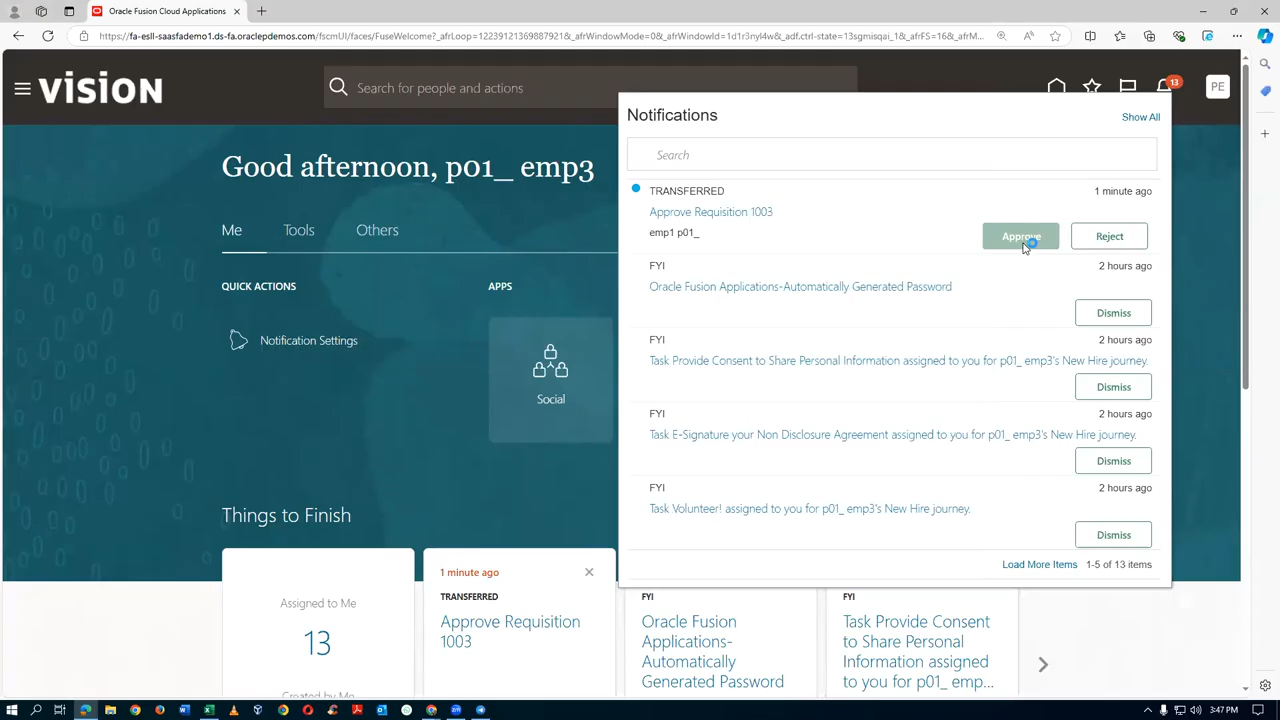 Oracle Fusion Cloud Applications
https://fa-esll-saasfademo1.ds-fa.oraclepdemos.com/fscmUI/faces/FuseWelcome?_afrLoop=122391213698879218&_afrWindowMode=0&_afrWindowId=1d1r3nyl4w&_adf.ctrl-state=13sgmisqai_1&_afrFS=16&_afrM...
vision
Search for people and actions
13
PE
Good afternoon, p01_ emp3
Me
Tools
Others
QUICK ACTIONS
APPS
Notification Settings
Social
Notifications
Show All
Search
TRANSFERRED
1 minute ago
Approve Requisition 1003
emp1 p01_
Approve
Reject
FYI
2 hours ago
Oracle Fusion Applications-Automatically Generated Password
Dismiss
FYI
2 hours ago
Task Provide Consent to Share Personal Information assigned to you for p01_ emp3's New Hire journey.
Dismiss
FYI
2 hours ago
Task E-Signature your Non Disclosure Agreement assigned to you for p01_ emp3's New Hire journey.
Dismiss
FYI
2 hours ago
Task Volunteer! assigned to you for p01_ emp3's New Hire journey.
Dismiss
Load More Items
1-5 of 13 items
Things to Finish
Assigned to Me
13
Created by Me
1 minute ago
TRANSFERRED
Approve Requisition
1003
FYI
Oracle Fusion
Applications-
Automatically
Generated Password
FYI
Task Provide Consent
to Share Personal
Information assigned
to you for p01_ emp...
3:47 PM